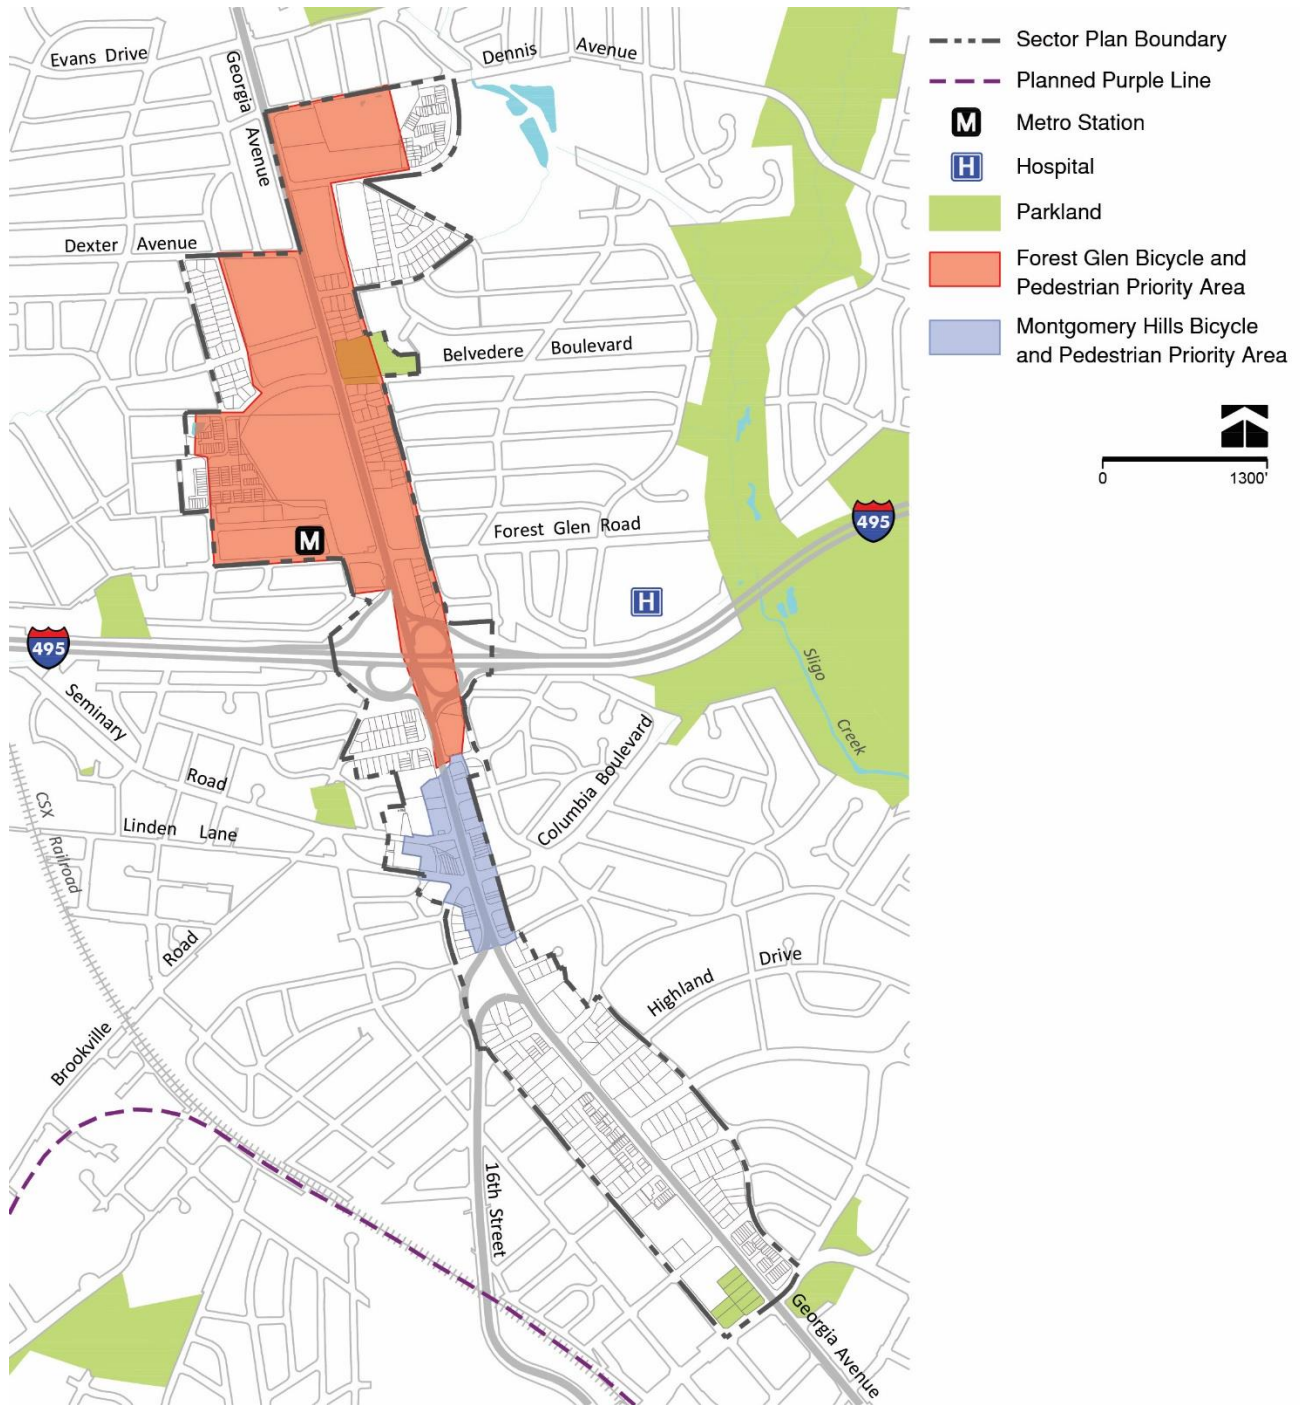 Evans Drive
Georgia
Avenue
Dennis Avenue
Dexter Avenue
Belvedere Boulevard
M
Forest Glen Road
495
H
495
Sligo
Creek
Seminary
Road
Linden Lane
CSX Railroad
Columbia Boulevard
Road
Brookville
Highland Drive
16th Street
Georgia Avenue
Sector Plan Boundary
Planned Purple Line
M Metro Station
H Hospital
Parkland
Forest Glen Bicycle and
Pedestrian Priority Area
Montgomery Hills Bicycle
and Pedestrian Priority Area
0 1300'